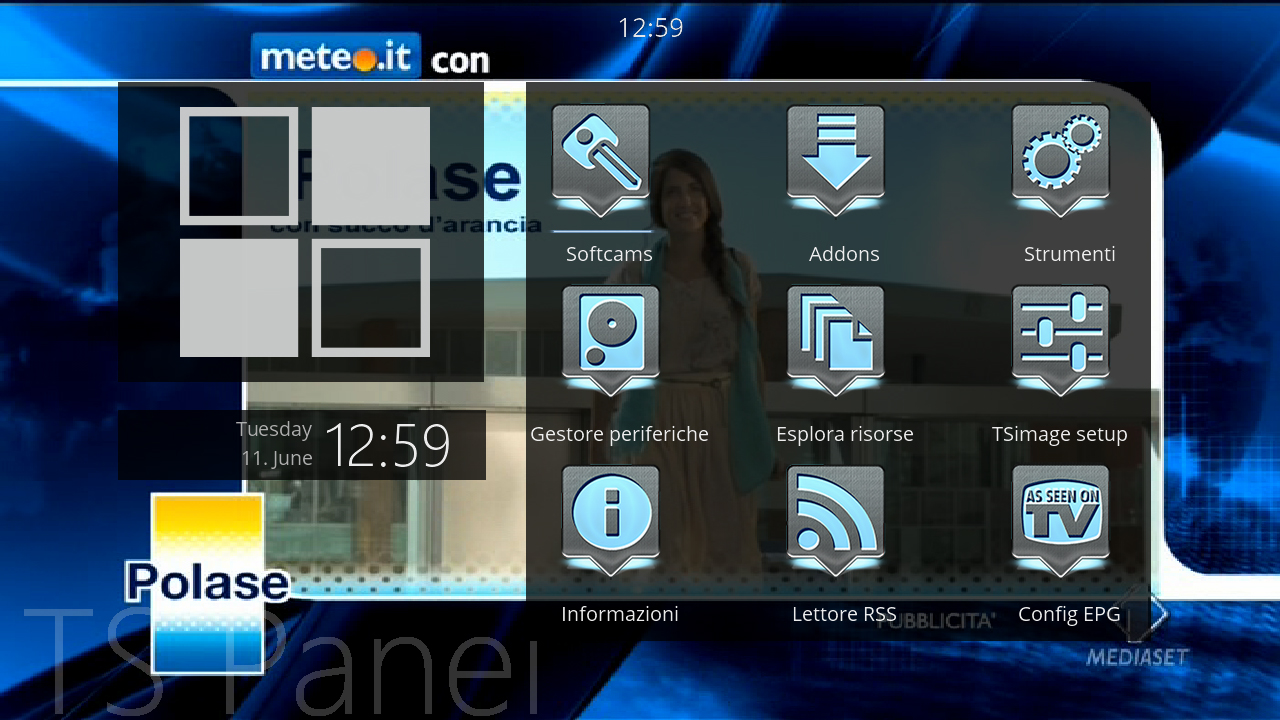 12:59
meteo.it con
Polase
con succo d'arancia
Softcams
Addons
Strumenti
Gestore periferiche
Esplora risorse
TSimage setup
Tuesday
11. June
12:59
AS SEEN ON
TV
Informazioni
Lettore RSS
Config EPG
PUBBLICITA'
MEDIASET
Polase
TS Panel